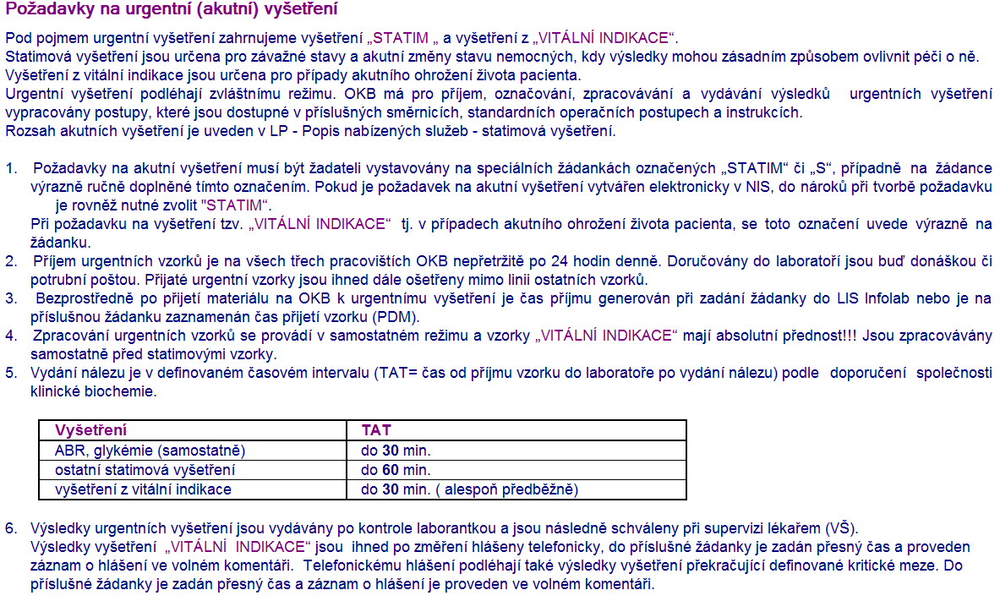 Požadavky na urgentní (akutní) vyšetření
Pod pojmem urgentní vyšetření zahrnujeme vyšetření „STATIM „ a vyšetření z „VITÁLNÍ INDIKACE“.
Statimová vyšetření jsou určena pro závažné stavy a akutní změny stavu nemocných, kdy výsledky mohou zásadním způsobem ovlivnit péči o ně.
Vyšetření z vitální indikace jsou určena pro případy akutního ohrožení života pacienta.
Urgentní vyšetření podléhají zvláštnímu režimu. OKB má pro příjem, označování, zpracovávání a vydávání výsledků urgentních vyšetření
vypracovány postupy, které jsou dostupné v příslušných směrnicích, standardních operačních postupech a instrukcích.
Rozsah akutních vyšetření je uveden v LP - Popis nabízených služeb - statimová vyšetření.
1. Požadavky na akutní vyšetření musí být žadateli vystavovány na speciálních žádankách označených „STATIM“ či „S“, případně na žádance
výrazně ručně doplněné tímto označením. Pokud je požadavek na akutní vyšetření vytvářen elektronicky v NIS, do nároků při tvorbě požadavku
je rovněž nutné zvolit "STATIM“.
Při požadavku na vyšetření tzv. „VITÁLNÍ INDIKACE“ tj. v případech akutního ohrožení života pacienta, se toto označení uvede výrazně na
žádanku.
2. Příjem urgentních vzorků je na všech třech pracovištích OKB nepřetržitě po 24 hodin denně. Doručovány do laboratoří jsou buď donáškou či
potrubní poštou. Přijaté urgentní vzorky jsou ihned dále ošetřeny mimo linii ostatních vzorků.
3. Bezprostředně po přijetí materiálu na OKB k urgentnímu vyšetření je čas příjmu generován při zadání žádanky do LIS Infolab nebo je na
příslušnou žádanku zaznamenán čas přijetí vzorku (PDM).
4. Zpracování urgentních vzorků se provádí v samostatném režimu a vzorky „VITÁLNÍ INDIKACE“ mají absolutní přednost!!! Jsou zpracovávány
samostatně před statimovými vzorky.
5. Vydání nálezu je v definovaném časovém intervalu (TAT= čas od příjmu vzorku do laboratoře po vydání nálezu) podle doporučení společnosti
klinické biochemie.
Vyšetření TAT
ABR, glykémie (samostatně) do 30 min.
ostatní statimová vyšetření do 60 min.
vyšetření z vitální indikace do 30 min. ( alespoň předběžně)
6. Výsledky urgentních vyšetření jsou vydávány po kontrole laborantkou a jsou následně schváleny při supervizi lékařem (VŠ).
Výsledky vyšetření „VITÁLNÍ INDIKACE“ jsou ihned po změření hlášeny telefonicky, do příslušné žádanky je zadán přesný čas a proveden
záznam o hlášení ve volném komentáři. Telefonickému hlášení podléhají také výsledky vyšetření překračující definované kritické meze. Do
příslušné žádanky je zadán přesný čas a záznam o hlášení je proveden ve volném komentáři.